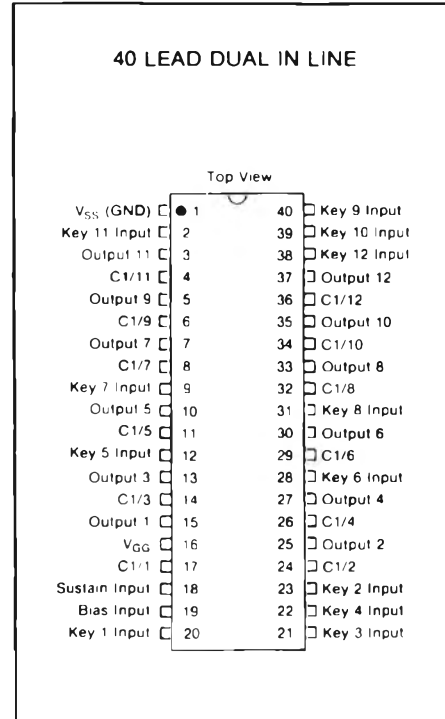 40 LEAD DUAL IN LINE
Top View
V_SS (GND) 1 40 Key 9 Input
Key 11 Input 2 39 Key 10 Input
Output 11 3 38 Key 12 Input
C1/11 4 37 Output 12
Output 9 5 36 C1/12
C1/9 6 35 Output 10
Output 7 7 34 C1/10
C1/7 8 33 Output 8
Key 7 Input 9 32 C1/8
Output 5 10 31 Key 8 Input
C1/5 11 30 Output 6
Key 5 Input 12 29 C1/6
Output 3 13 28 Key 6 Input
C1/3 14 27 Output 4
Output 1 15 26 C1/4
V_GG 16 25 Output 2
C1/1 17 24 C1/2
Sustain Input 18 23 Key 2 Input
Bias Input 19 22 Key 4 Input
Key 1 Input 20 21 Key 3 Input